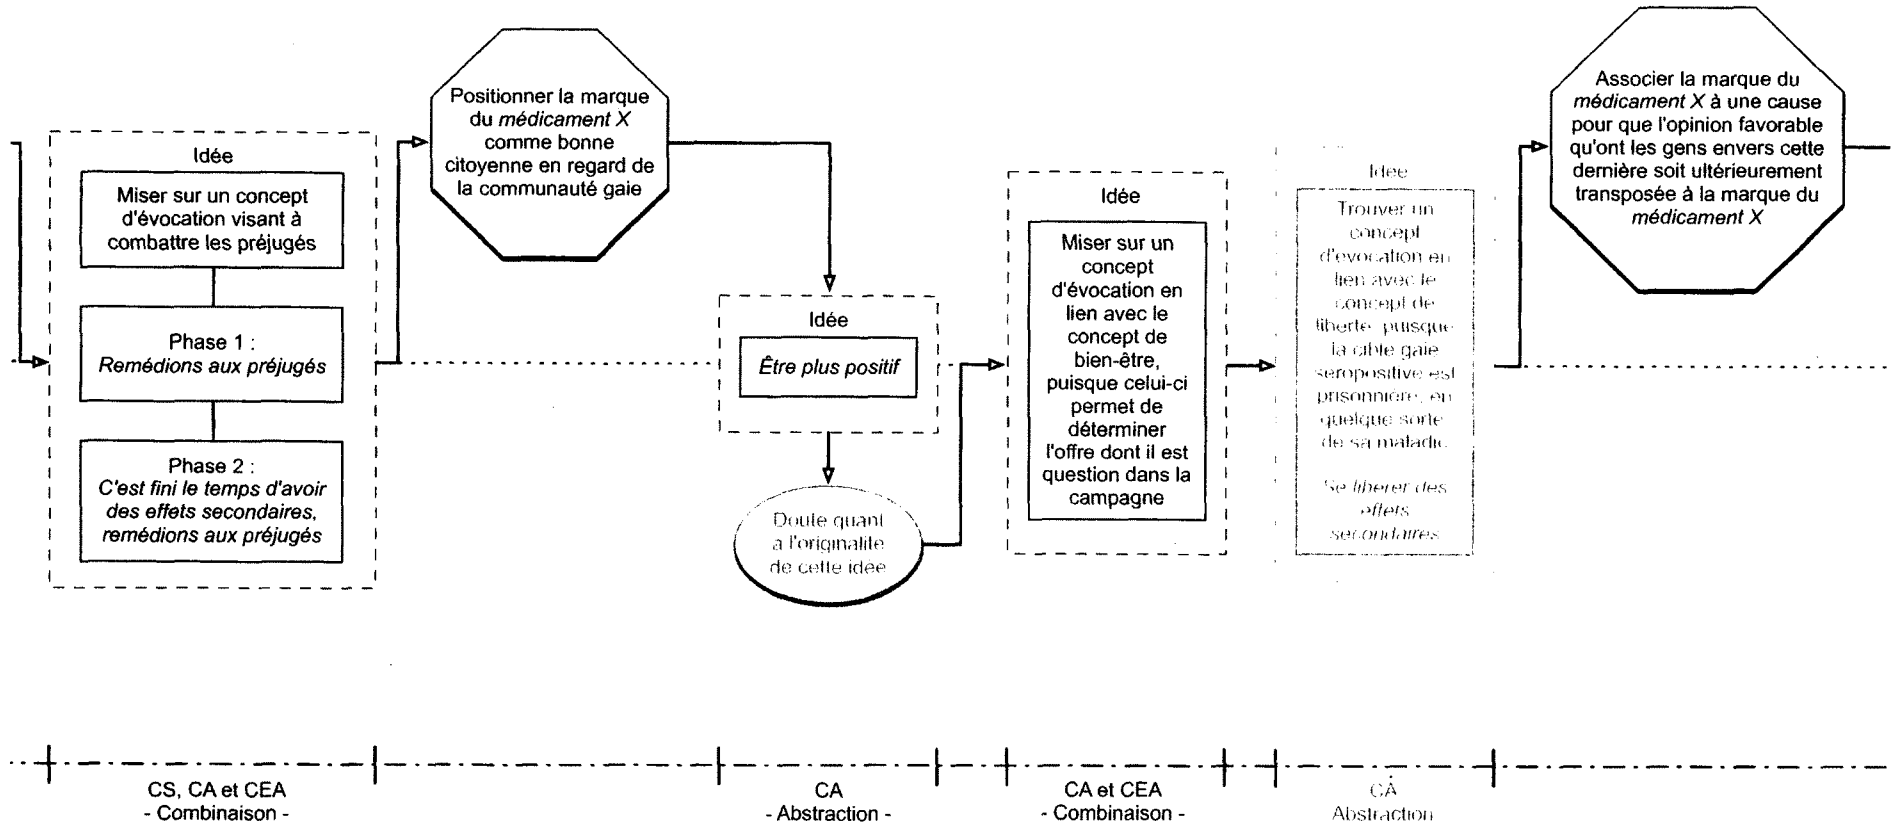 Idée
Miser sur un concept
d'évocation visant à
combattre les préjugés
Phase 1 :
Remédions aux préjugés
Phase 2 :
C'est fini le temps d'avoir
des effets secondaires,
remédions aux préjugés
Positionner la marque
du médicament X
comme bonne
citoyenne en regard de
la communauté gaie
Idée
Être plus positif
Doute quant
a l'originalite
de cette idée
Idée
Miser sur un
concept
d'évocation en
lien avec le
concept de
bien-être,
puisque celui-ci
permet de
déterminer
l'offre dont il est
question dans la
campagne
Idee
Trouver un
concept
d'evocation en
lien avec le
concept de
liberte, puisque
la cible gaie
seropositive est
prisonnière, en
quelque sorte
de sa maladie
Se liberer des
effets
secondaires
Associer la marque du
médicament X à une cause
pour que l'opinion favorable
qu'ont les gens envers cette
dernière soit ultérieurement
transposée à la marque du
médicament X
CS, CA et CEA
- Combinaison -
CA
- Abstraction -
CA et CEA
- Combinaison -
CA
Abstraction